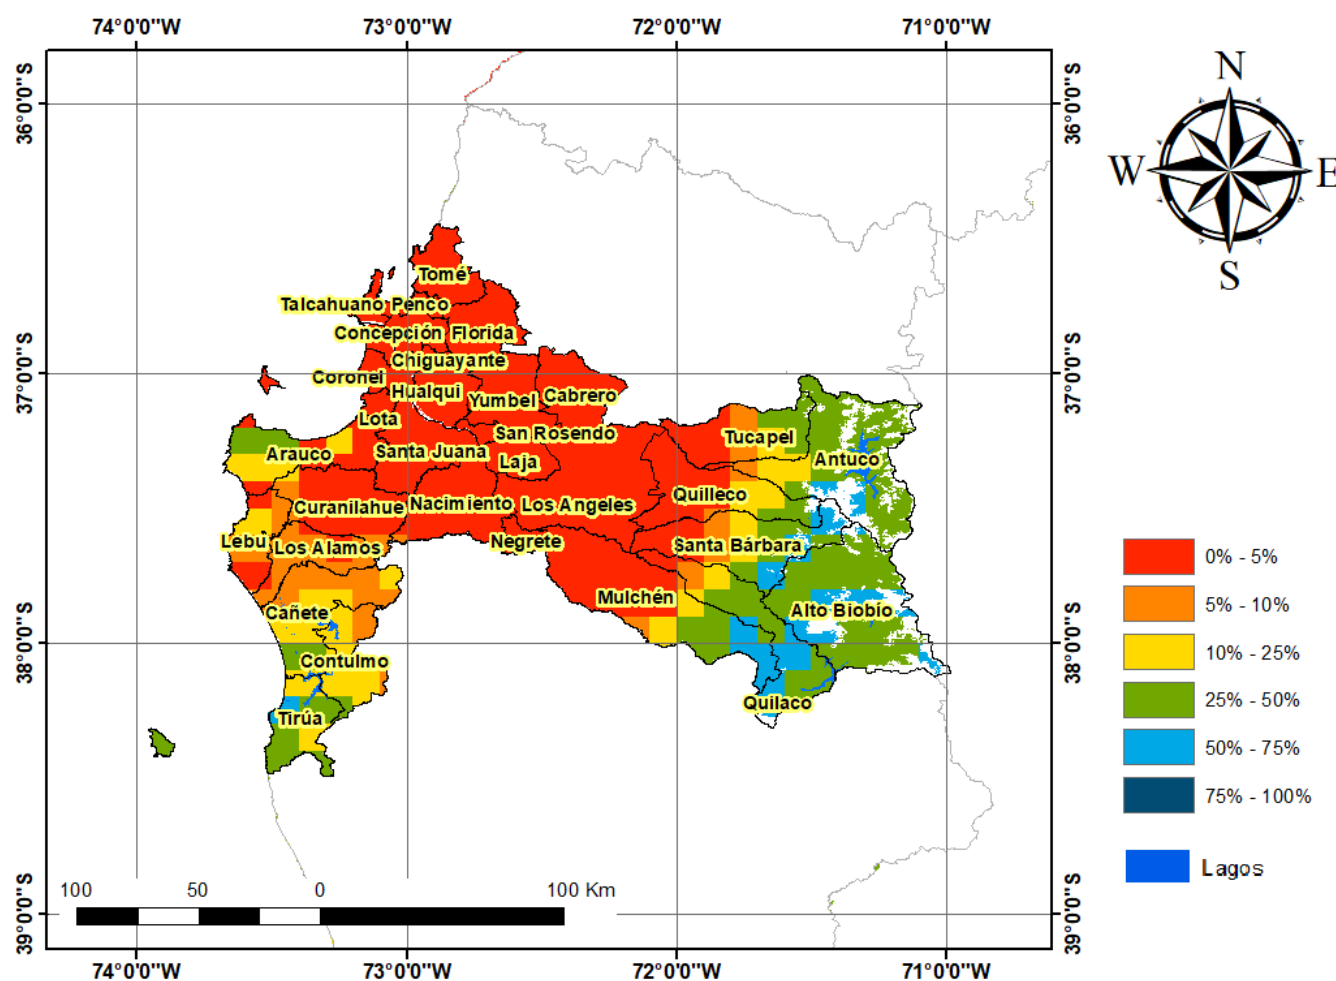 74°0'0"W 73°0'0"W 72°0'0"W 71°0'0"W
36°0'0"S
36°0'0"S
N
W
E
S
Tomé
Talcahuano Penco
Concepción Florida
Chiguayante
37°0'0"S
37°0'0"S
Coronel
Hualqui
Yumbel
Cabrero
Lota
San Rosendo
Tucapel
Arauco
Santa Juana
Laja
Antuco
Quilleco
Curanilahue
Nacimiento
Los Angeles
Lebu
Los Alamos
Negrete
Santa Bárbara
Mulchén
Alto Biobío
Cañete
38°0'0"S
38°0'0"S
Contulmo
Quilaco
Tirúa
0% - 5%
5% - 10%
10% - 25%
25% - 50%
50% - 75%
75% - 100%
Lagos
100 50 0 100 Km
39°0'0"S
39°0'0"S
74°0'0"W 73°0'0"W 72°0'0"W 71°0'0"W